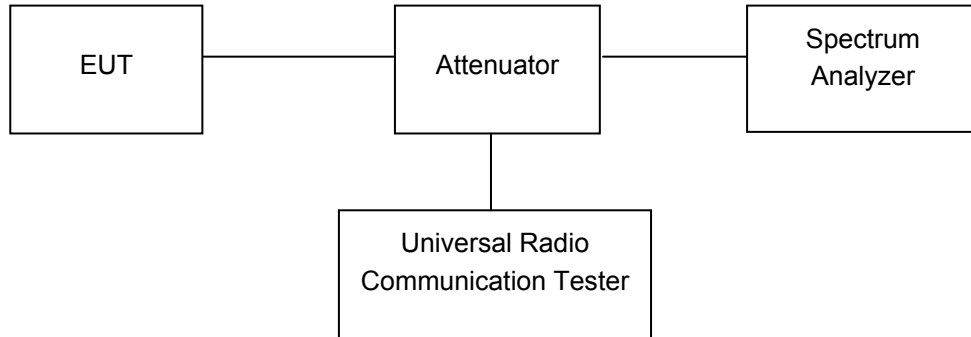 EUT
Attenuator
Spectrum
Analyzer
Universal Radio
Communication Tester